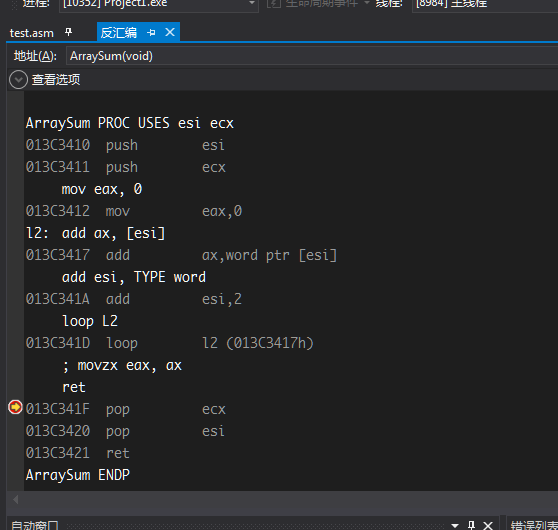 进程: [10352] Project1.exe 生命周期事件 线程: [8984] 主线程
test.asm 反汇编
地址(A): ArraySum(void)
查看选项
ArraySum PROC USES esi ecx
013C3410 push esi
013C3411 push ecx
mov eax, 0
013C3412 mov eax,0
l2: add ax, [esi]
013C3417 add ax,word ptr [esi]
add esi, TYPE word
013C341A add esi,2
loop L2
013C341D loop l2 (013C3417h)
; movzx eax, ax
ret
013C341F pop ecx
013C3420 pop esi
013C3421 ret
ArraySum ENDP
自动窗口 错误列表